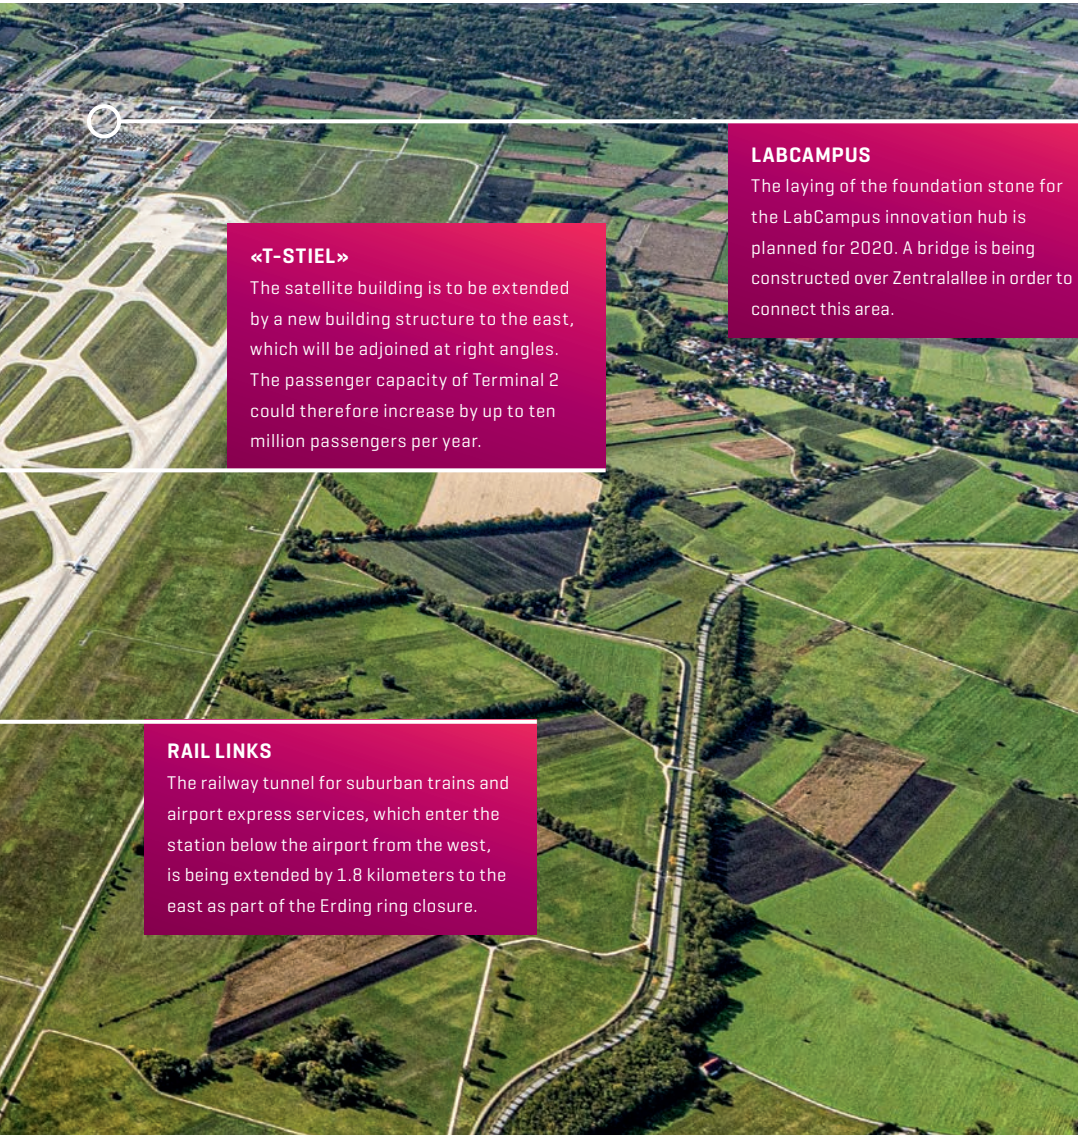 LABCAMPUS
The laying of the foundation stone for
the LabCampus innovation hub is
planned for 2020. A bridge is being
constructed over Zentralallee in order to
connect this area.
«T-STIEL»
The satellite building is to be extended
by a new building structure to the east,
which will be adjoined at right angles.
The passenger capacity of Terminal 2
could therefore increase by up to ten
million passengers per year.
RAIL LINKS
The railway tunnel for suburban trains and
airport express services, which enter the
station below the airport from the west,
is being extended by 1.8 kilometers to the
east as part of the Erding ring closure.